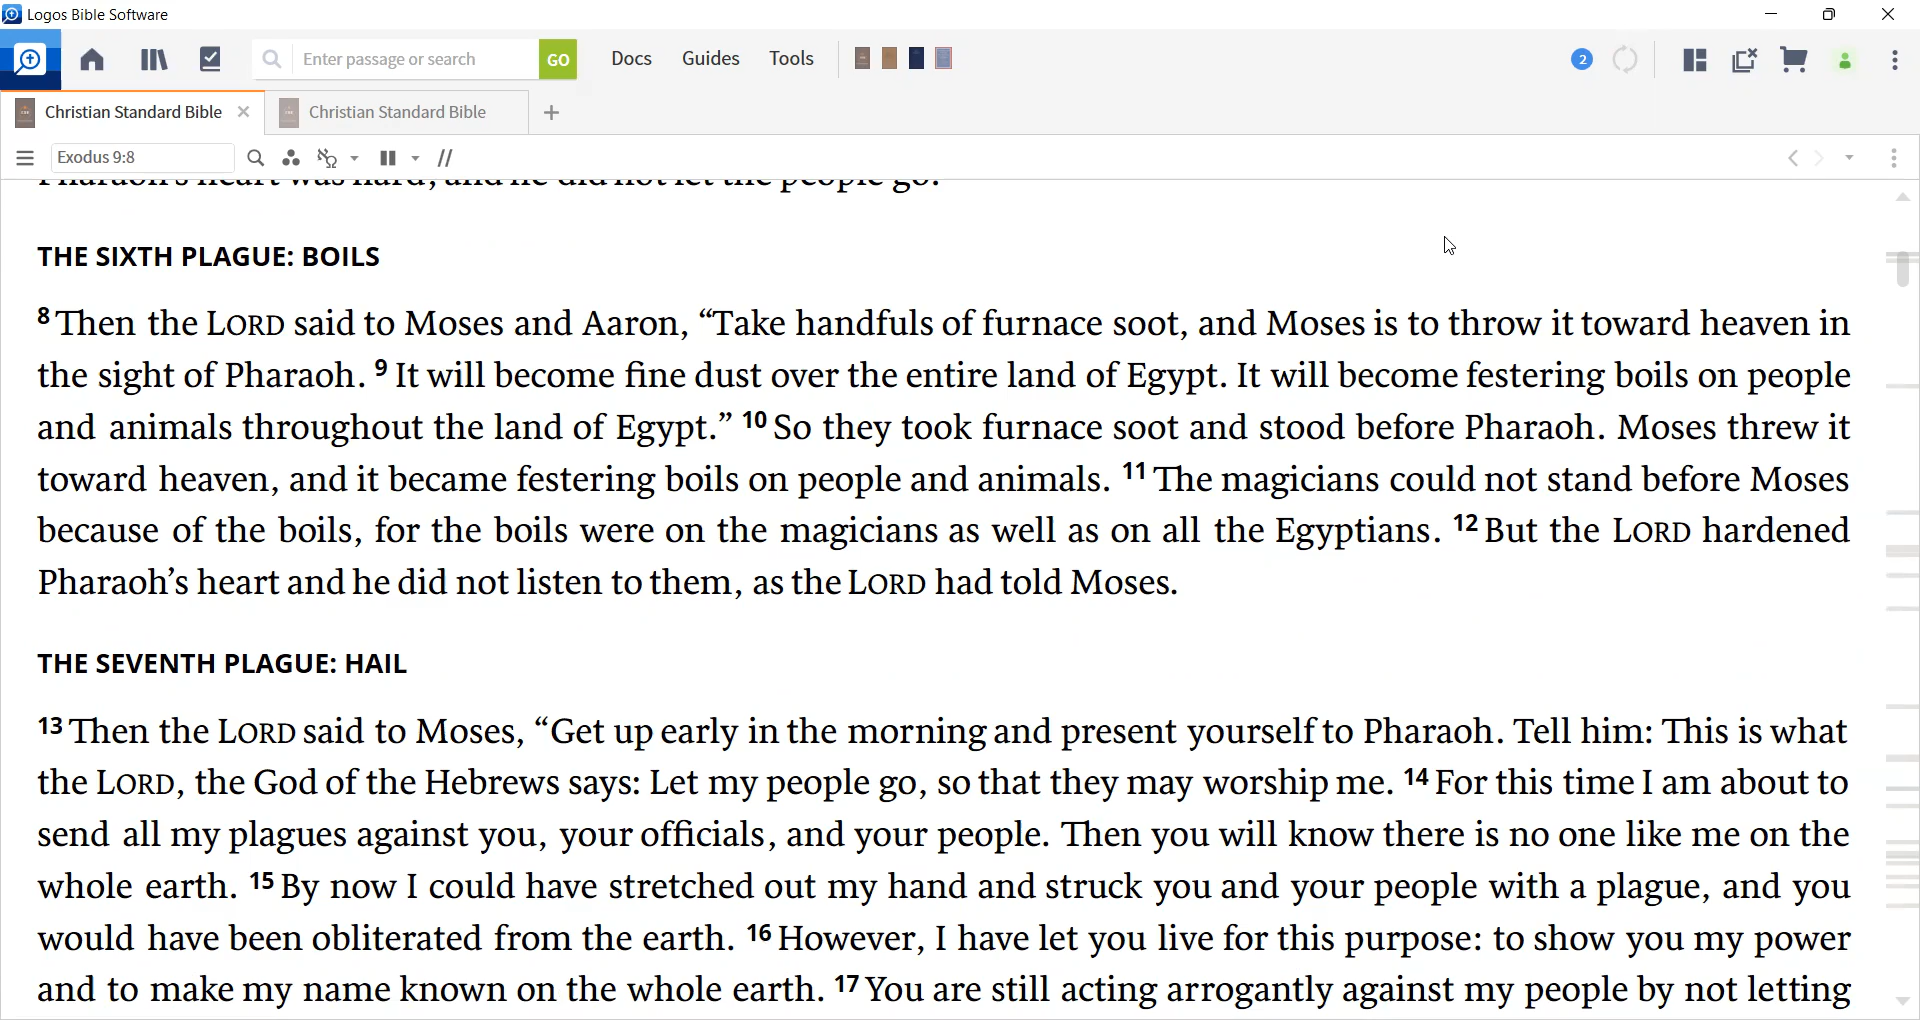 Logos Bible Software
Enter passage or search GO Docs Guides Tools 2
Christian Standard Bible Christian Standard Bible
Exodus 9:8
Pharaoh's heart was hard, and he did not let the people go.
THE SIXTH PLAGUE: BOILS
8 Then the LORD said to Moses and Aaron, “Take handfuls of furnace soot, and Moses is to throw it toward heaven in
the sight of Pharaoh. 9 It will become fine dust over the entire land of Egypt. It will become festering boils on people
and animals throughout the land of Egypt.” 10 So they took furnace soot and stood before Pharaoh. Moses threw it
toward heaven, and it became festering boils on people and animals. 11 The magicians could not stand before Moses
because of the boils, for the boils were on the magicians as well as on all the Egyptians. 12 But the LORD hardened
Pharaoh’s heart and he did not listen to them, as the LORD had told Moses.
THE SEVENTH PLAGUE: HAIL
13 Then the LORD said to Moses, “Get up early in the morning and present yourself to Pharaoh. Tell him: This is what
the LORD, the God of the Hebrews says: Let my people go, so that they may worship me. 14 For this time I am about to
send all my plagues against you, your officials, and your people. Then you will know there is no one like me on the
whole earth. 15 By now I could have stretched out my hand and struck you and your people with a plague, and you
would have been obliterated from the earth. 16 However, I have let you live for this purpose: to show you my power
and to make my name known on the whole earth. 17 You are still acting arrogantly against my people by not letting